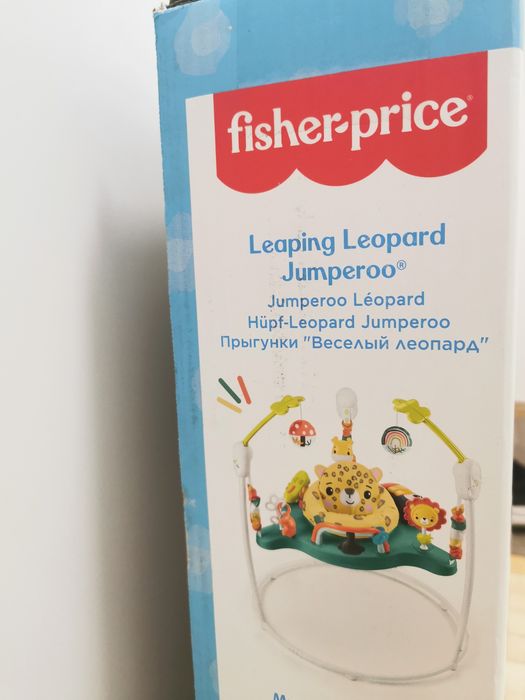 fisher-price®
Leaping Leopard
Jumperoo®
Jumperoo Léopard
Hüpf-Leopard Jumperoo
Прыгунки "Веселый леопард"